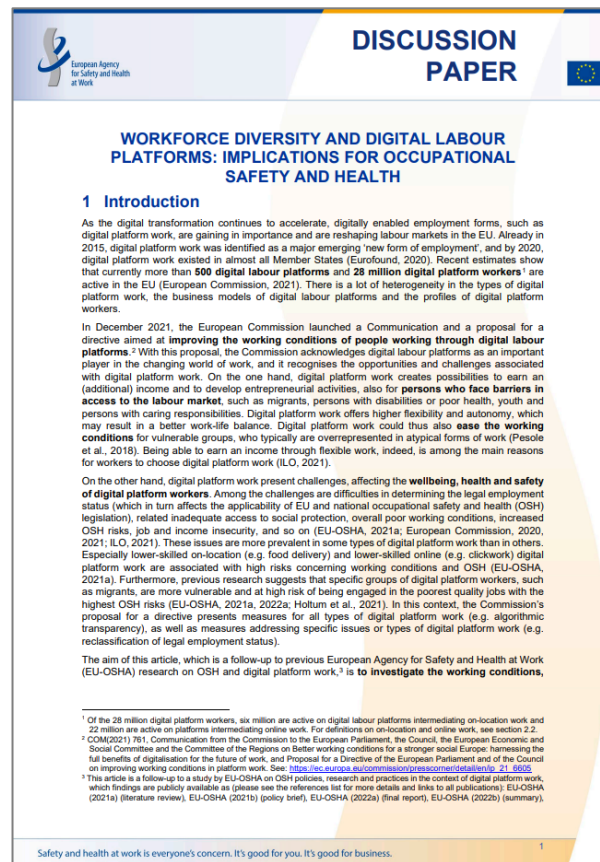 European Agency
for Safety and Health
at Work
DISCUSSION
PAPER
WORKFORCE DIVERSITY AND DIGITAL LABOUR
PLATFORMS: IMPLICATIONS FOR OCCUPATIONAL
SAFETY AND HEALTH
1 Introduction
As the digital transformation continues to accelerate, digitally enabled employment forms, such as
digital platform work, are gaining in importance and are reshaping labour markets in the EU. Already in
2015, digital platform work was identified as a major emerging ‘new form of employment’, and by 2020,
digital platform work existed in almost all Member States (Eurofound, 2020). Recent estimates show
that currently more than 500 digital labour platforms and 28 million digital platform workers¹ are
active in the EU (European Commission, 2021). There is a lot of heterogeneity in the types of digital
platform work, the business models of digital labour platforms and the profiles of digital platform
workers.
In December 2021, the European Commission launched a Communication and a proposal for a
directive aimed at improving the working conditions of people working through digital labour
platforms.² With this proposal, the Commission acknowledges digital labour platforms as an important
player in the changing world of work, and it recognises the opportunities and challenges associated
with digital platform work. On the one hand, digital platform work creates possibilities to earn an
(additional) income and to develop entrepreneurial activities, also for persons who face barriers in
access to the labour market, such as migrants, persons with disabilities or poor health, youth and
persons with caring responsibilities. Digital platform work offers higher flexibility and autonomy, which
may result in a better work-life balance. Digital platform work could thus also ease the working
conditions for vulnerable groups, who typically are overrepresented in atypical forms of work (Pesole
et al., 2018). Being able to earn an income through flexible work, indeed, is among the main reasons
for workers to choose digital platform work (ILO, 2021).
On the other hand, digital platform work present challenges, affecting the wellbeing, health and safety
of digital platform workers. Among the challenges are difficulties in determining the legal employment
status (which in turn affects the applicability of EU and national occupational safety and health (OSH)
legislation), related inadequate access to social protection, overall poor working conditions, increased
OSH risks, job and income insecurity, and so on (EU-OSHA, 2021a; European Commission, 2020,
2021; ILO, 2021). These issues are more prevalent in some types of digital platform work than in others.
Especially lower-skilled on-location (e.g. food delivery) and lower-skilled online (e.g. clickwork) digital
platform work are associated with high risks concerning working conditions and OSH (EU-OSHA,
2021a). Furthermore, previous research suggests that specific groups of digital platform workers, such
as migrants, are more vulnerable and at high risk of being engaged in the poorest quality jobs with the
highest OSH risks (EU-OSHA, 2021a, 2022a; Holtum et al., 2021). In this context, the Commission’s
proposal for a directive presents measures for all types of digital platform work (e.g. algorithmic
transparency), as well as measures addressing specific issues or types of digital platform work (e.g.
reclassification of legal employment status).
The aim of this article, which is a follow-up to previous European Agency for Safety and Health at Work
(EU-OSHA) research on OSH and digital platform work,³ is to investigate the working conditions,
¹ Of the 28 million digital platform workers, six million are active on digital labour platforms intermediating on-location work and
22 million are active on platforms intermediating online work. For definitions on on-location and online work, see section 2.2.
² COM(2021) 761, Communication from the Commission to the European Parliament, the Council, the European Economic and
Social Committee and the Committee of the Regions on Better working conditions for a stronger social Europe: harnessing the
full benefits of digitalisation for the future of work, and Proposal for a Directive of the European Parliament and of the Council
on improving working conditions in platform work. See: https://ec.europa.eu/commission/presscorner/detail/en/ip_21_6605
³ This article is a follow-up to a study by EU-OSHA on OSH policies, research and practices in the context of digital platform work,
which findings are publicly available as (please see the references list for more details and links to all publications): EU-OSHA
(2021a) (literature review), EU-OSHA (2021b) (policy brief), EU-OSHA (2022a) (final report), EU-OSHA (2022b) (summary),
Safety and health at work is everyone’s concern. It’s good for you. It’s good for business.
1